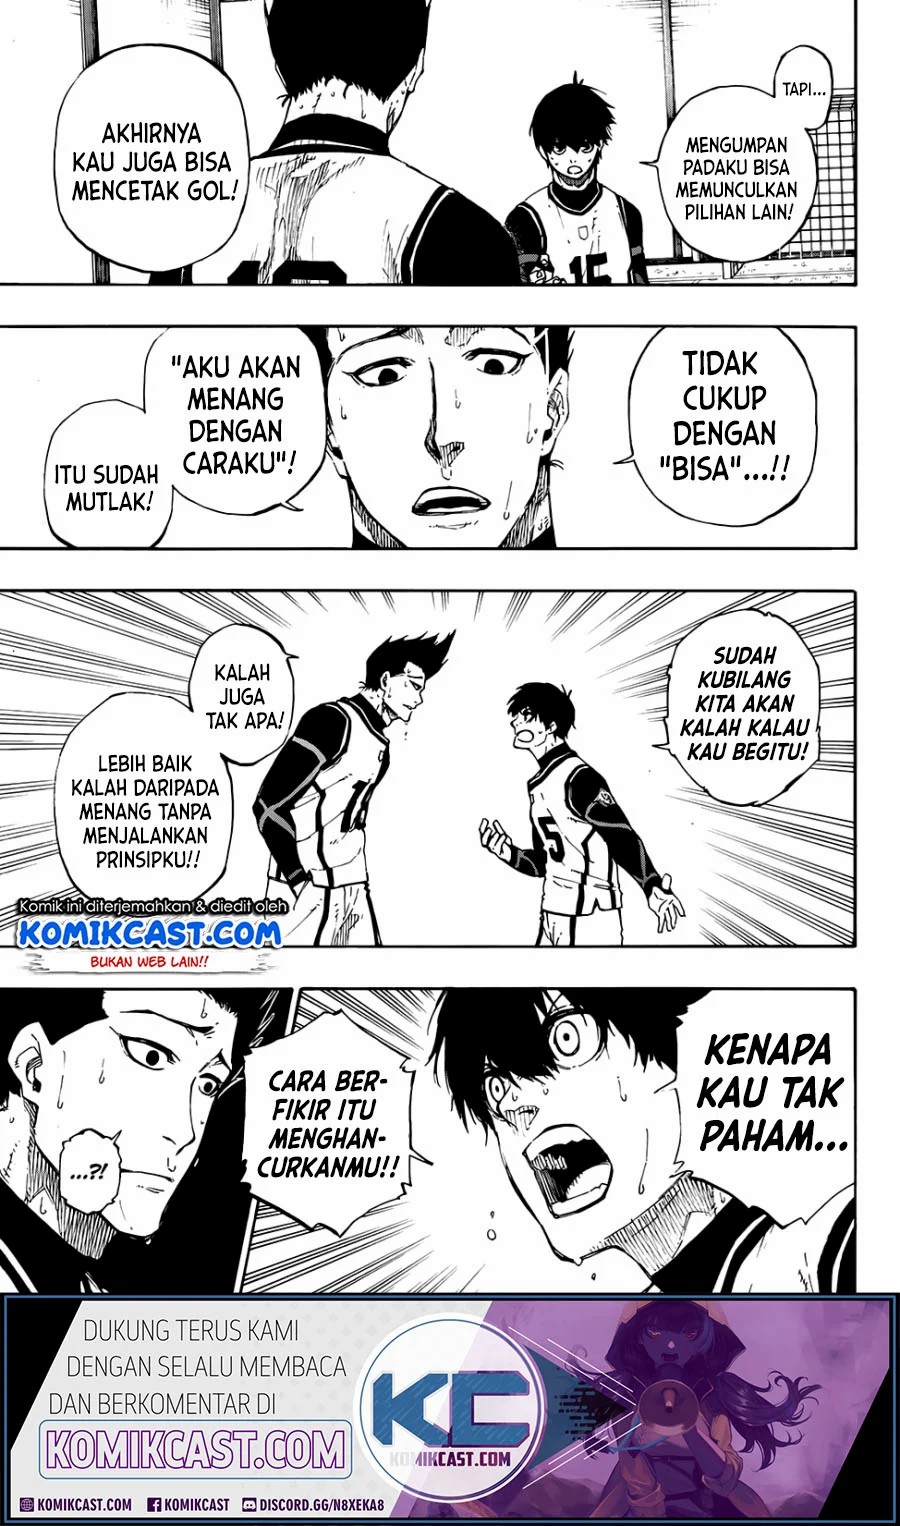 TAPI...
MENGUMPAN
PADAKU BISA
MEMUNCULKAN
PILIHAN LAIN!
AKHIRNYA
KAU JUGA BISA
MENCETAK GOL!
15
TIDAK
CUKUP
DENGAN
"BISA"...!!
"AKU AKAN
MENANG
DENGAN
CARAKU"!
ITU SUDAH
MUTLAK!
SUDAH
KUBILANG
KITA AKAN
KALAH KALAU
KAU BEGITU!
KALAH
JUGA
TAK APA!
LEBIH BAIK
KALAH DARIPADA
MENANG TANPA
MENJALANKAN
PRINSIPKU!!
5
Komik ini diterjemahkan & diedit oleh
KOMIKCAST.COM
BUKAN WEB LAIN!!
KENAPA
KAU TAK
PAHAM...
CARA BER-
FIKIR ITU
MENGHAN-
CURKANMU!!
...?!
DUKUNG TERUS KAMI
DENGAN SELALU MEMBACA
DAN BERKOMENTAR DI
KOMIKCAST.COM
KC
KOMIKCAST.COM
KOMIKCAST.COM KOMIKCAST DISCORD.GG/N8XEKA8